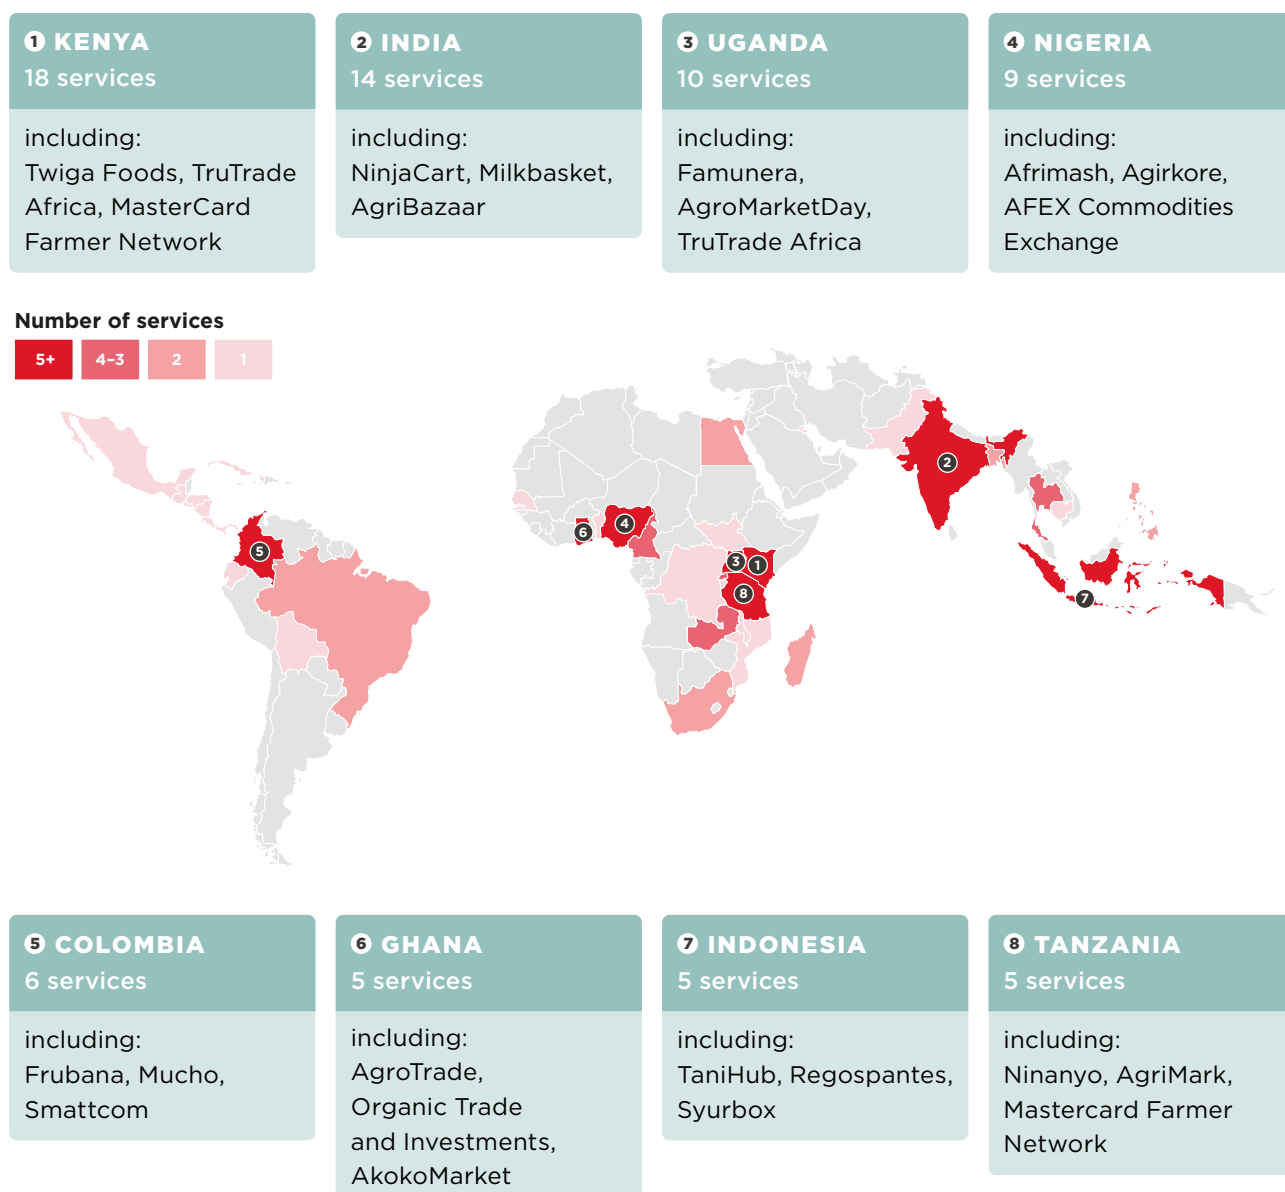 1 KENYA
18 services
including:
Twiga Foods, TruTrade
Africa, MasterCard
Farmer Network
2 INDIA
14 services
including:
NinjaCart, Milkbasket,
AgriBazaar
3 UGANDA
10 services
including:
Famunera,
AgroMarketDay,
TruTrade Africa
4 NIGERIA
9 services
including:
Afrimash, Agirkore,
AFEX Commodities
Exchange
Number of services
5+ 4–3 2 1
2
6
4
5
3
1
8
7
5 COLOMBIA
6 services
including:
Frubana, Mucho,
Smattcom
6 GHANA
5 services
including:
AgroTrade,
Organic Trade
and Investments,
AkokoMarket
7 INDONESIA
5 services
including:
TaniHub, Regospantes,
Syurbox
8 TANZANIA
5 services
including:
Ninanyo, AgriMark,
Mastercard Farmer
Network